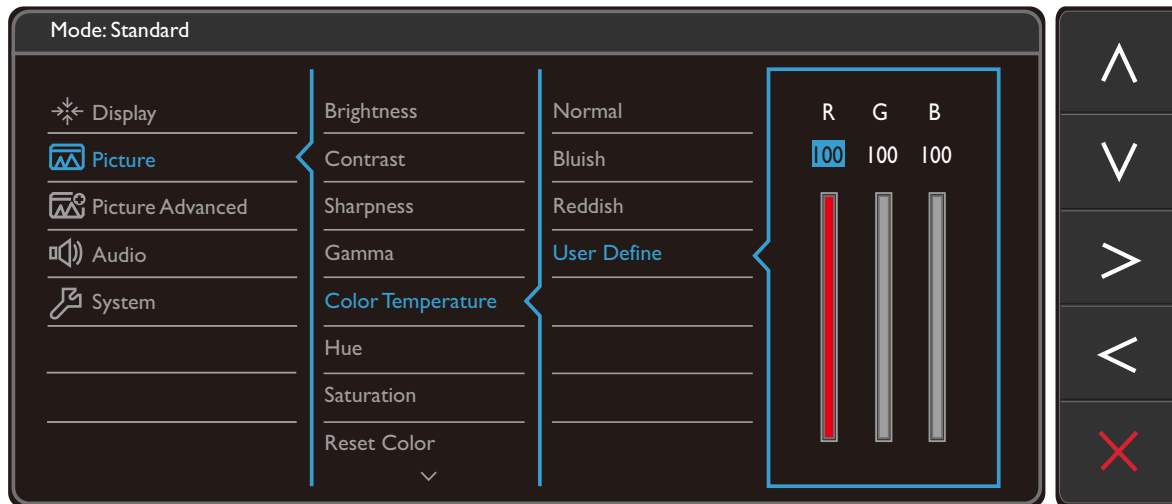 Mode: Standard
Display
Picture
Picture Advanced
Audio
System
Brightness
Contrast
Sharpness
Gamma
Color Temperature
Hue
Saturation
Reset Color
Normal
Bluish
Reddish
User Define
R G B
100 100 100